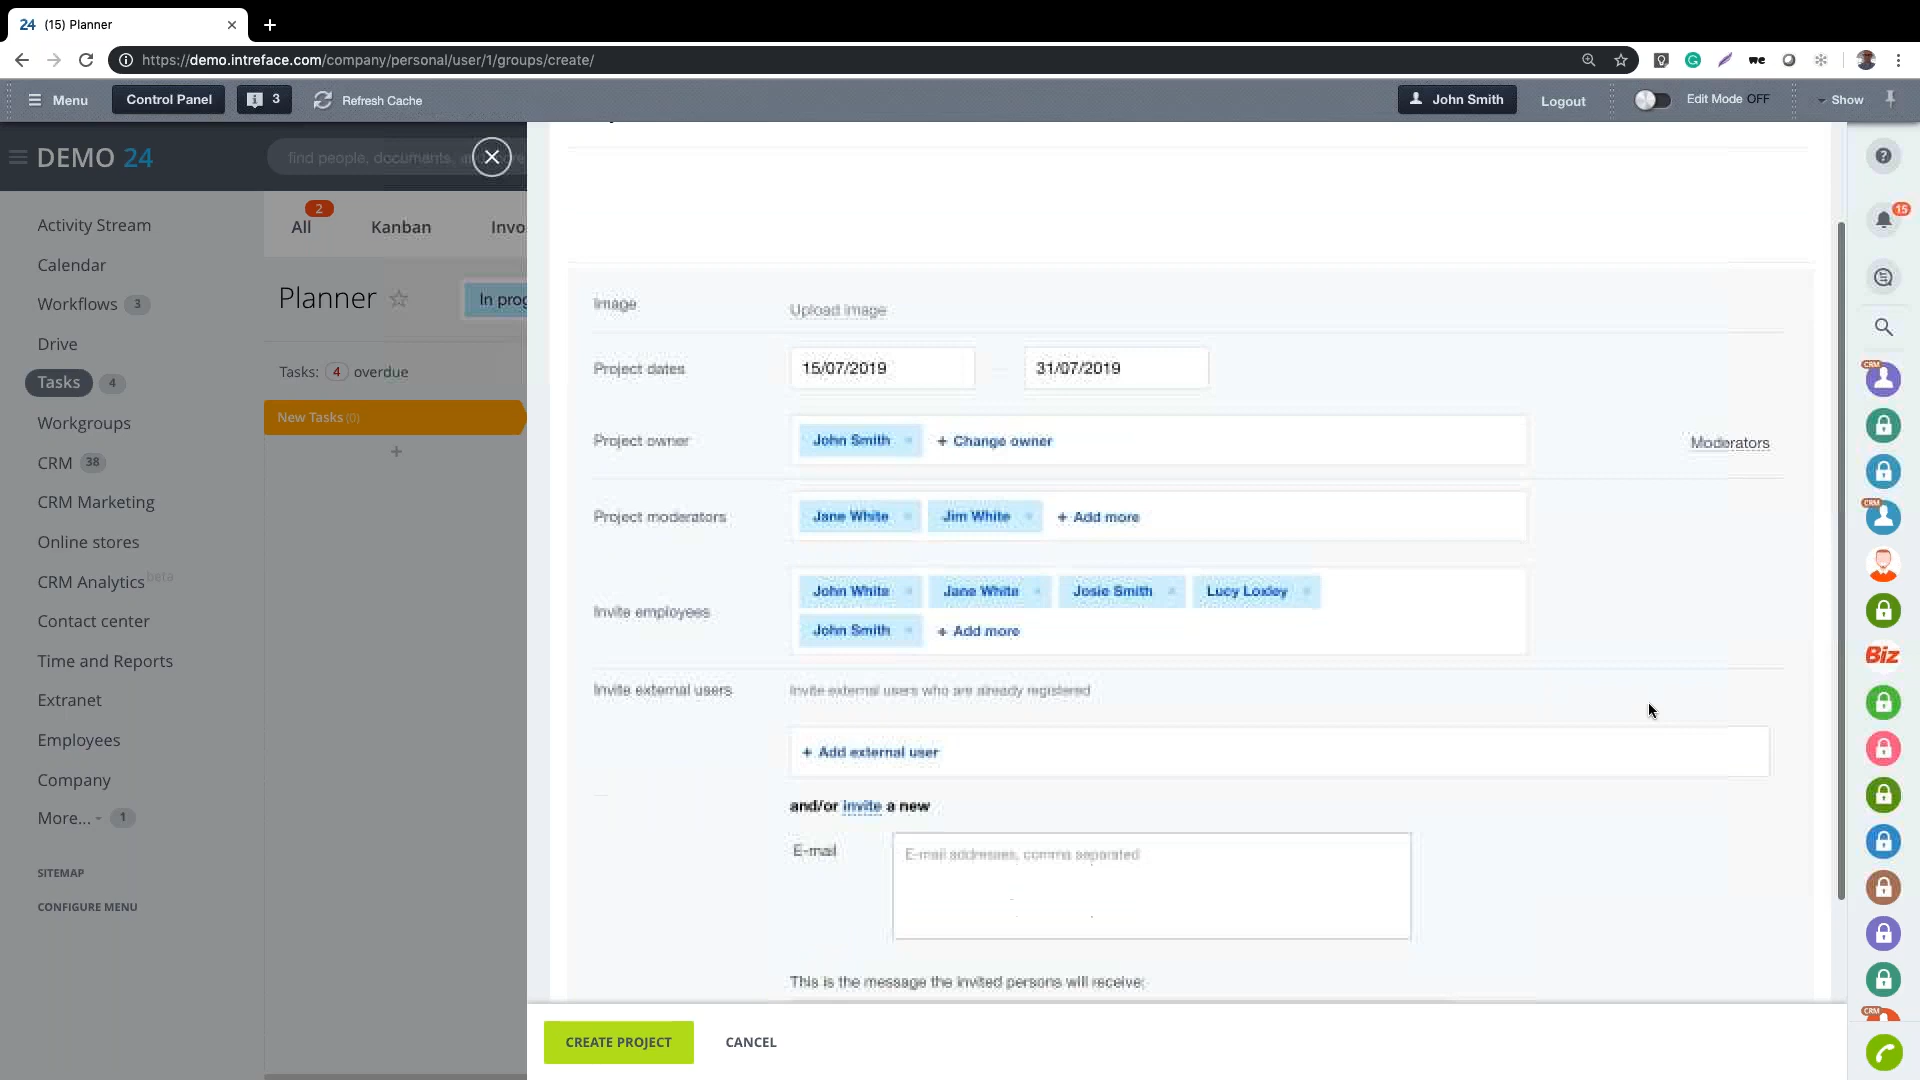 24 (15) Planner
https://demo.intreface.com/company/personal/user/1/groups/create/
Menu Control Panel 3 Refresh Cache John Smith Logout Edit Mode OFF Show
DEMO 24 find people, documents, and more
Activity Stream
Calendar
Workflows 3
Drive
Tasks 4
Workgroups
CRM 38
CRM Marketing
Online stores
CRM Analytics beta
Contact center
Time and Reports
Extranet
Employees
Company
More... 1
SITEMAP
CONFIGURE MENU
2
All Kanban Invo
Planner In prog
Tasks: 4 overdue
New Tasks (0)
+
Image Upload image
Project dates 15/07/2019 31/07/2019
Project owner John Smith × + Change owner Moderators
Project moderators Jane White × Jim White × + Add more
Invite employees John White × Jane White × Josie Smith × Lucy Loxley ×
John Smith × + Add more
Invite external users Invite external users who are already registered
+ Add external user
and/or invite a new
E-mail E-mail addresses, comma separated
This is the message the invited persons will receive:
CREATE PROJECT CANCEL
15
CRM
CRM
Biz
CRM